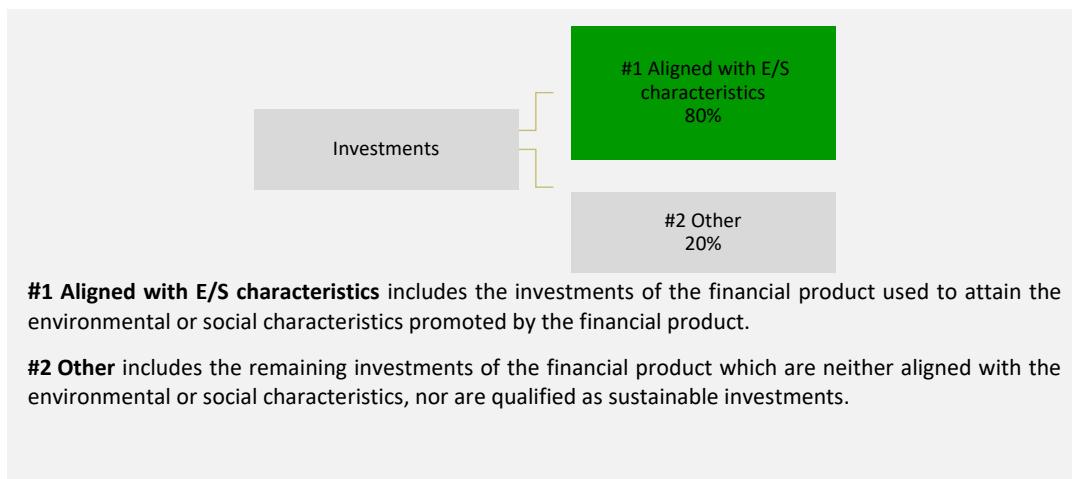 #1 Aligned with E/S
characteristics
80%
Investments
#2 Other
20%
#1 Aligned with E/S characteristics includes the investments of the financial product used to attain the
environmental or social characteristics promoted by the financial product.
#2 Other includes the remaining investments of the financial product which are neither aligned with the
environmental or social characteristics, nor are qualified as sustainable investments.